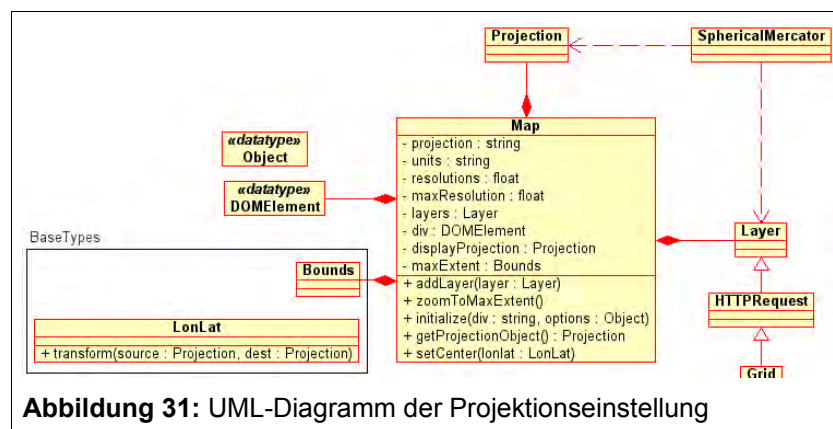 Projection
SphericalMercator
Map
- projection : string
- units : string
- resolutions : float
- maxResolution : float
- layers : Layer
- div : DOMElement
- displayProjection : Projection
- maxExtent : Bounds
+ addLayer(layer : Layer)
+ zoomToMaxExtent()
+ initialize(div : string, options : Object)
+ getProjectionObject() : Projection
+ setCenter(lonlat : LonLat)
«datatype»
Object
«datatype»
DOMElement
BaseTypes
Bounds
LonLat
+ transform(source : Projection, dest : Projection)
Layer
HTTPRequest
Grid
Abbildung 31: UML-Diagramm der Projektionseinstellung